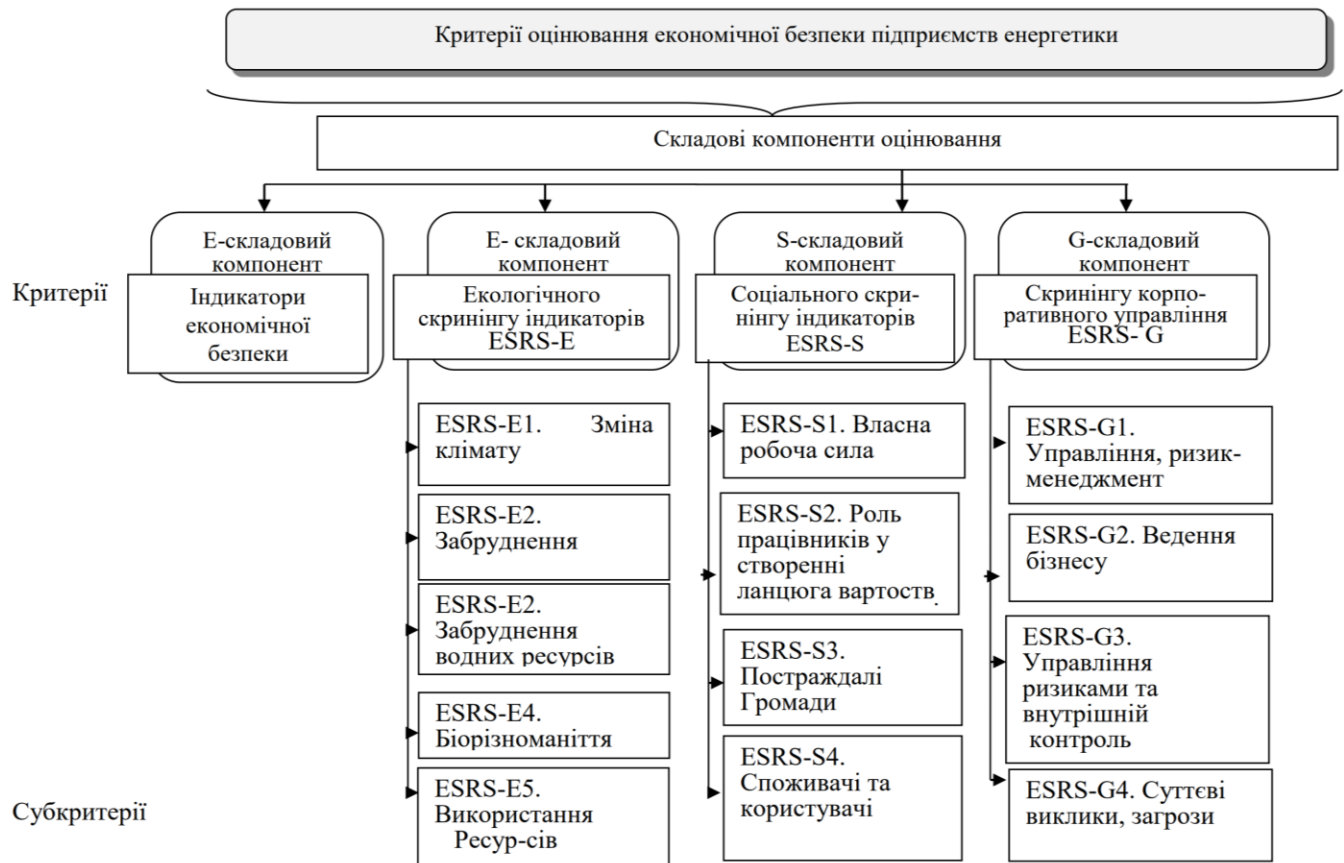 Критерії оцінювання економічної безпеки підприємств енергетики
Складові компоненти оцінювання
Критерії
E-складовий
компонент
Індикатори
економічної
безпеки
E- складовий
компонент
Екологічного
скринінгу індикаторів
ESRS-E
S-складовий
компонент
Соціального скри-
нінгу індикаторів
ESRS-S
G-складовий
компонент
Скринінгу корпо-
ративного управління
ESRS- G
ESRS-E1. Зміна
клімату
ESRS-E2.
Забруднення
ESRS-E2.
Забруднення
водних ресурсів
ESRS-E4.
Біорізноманіття
ESRS-E5.
Використання
Ресур-сів
ESRS-S1. Власна
робоча сила
ESRS-S2. Роль
працівників у
створенні
ланцюга вартоств
ESRS-S3.
Постраждалі
Громади
ESRS-S4.
Споживачі та
користувачі
ESRS-G1.
Управління, ризик-
менеджмент
ESRS-G2. Ведення
бізнесу
ESRS-G3.
Управління
ризиками та
внутрішній
контроль
ESRS-G4. Суттєві
виклики, загрози
Субкритерії